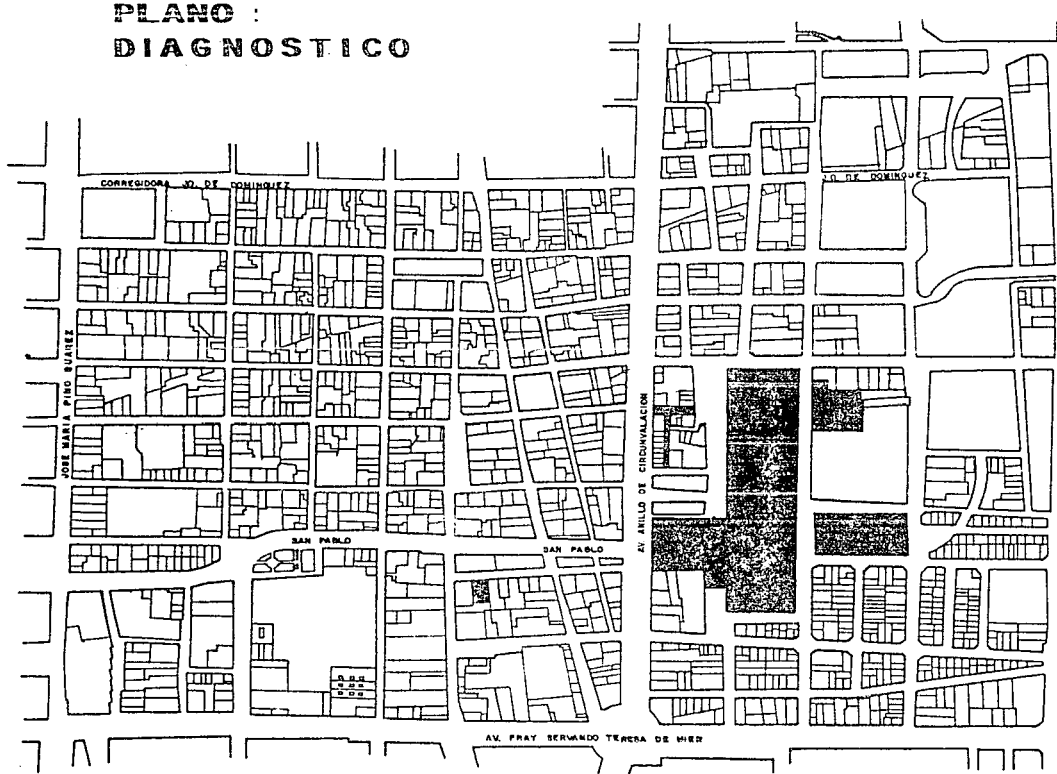 PLANO :
DIAGNOSTICO
CORREGIDORA JO. DE DOMINGUEZ
JO. DE DOMINGUEZ
JOSE MARIA PINO SUAREZ
AV. ANILLO DE CIRCUNVALACION
SAN PABLO
SAN PABLO
AV. FRAY SERVANDO TERESA DE MIER